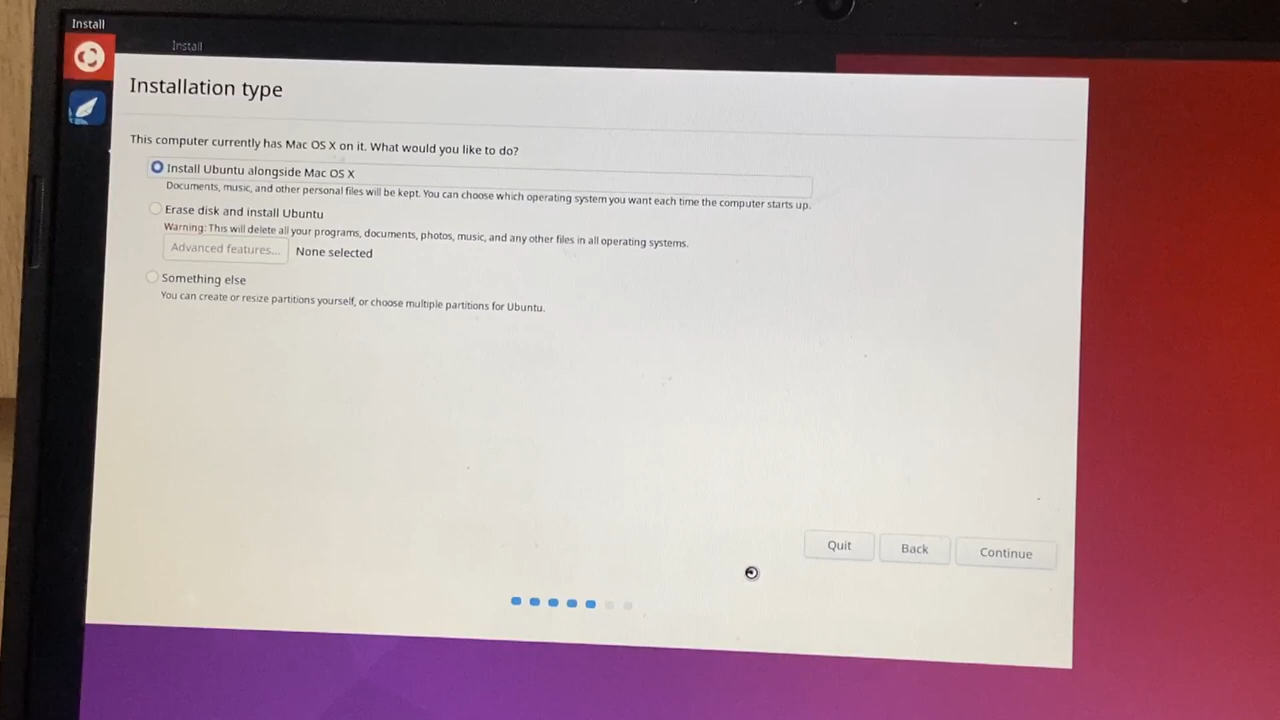 Install
Install
Installation type
This computer currently has Mac OS X on it. What would you like to do?
Install Ubuntu alongside Mac OS X
Documents, music, and other personal files will be kept. You can choose which operating system you want each time the computer starts up.
Erase disk and install Ubuntu
Warning: This will delete all your programs, documents, photos, music, and any other files in all operating systems.
Advanced features... None selected
Something else
You can create or resize partitions yourself, or choose multiple partitions for Ubuntu.
Quit Back Continue